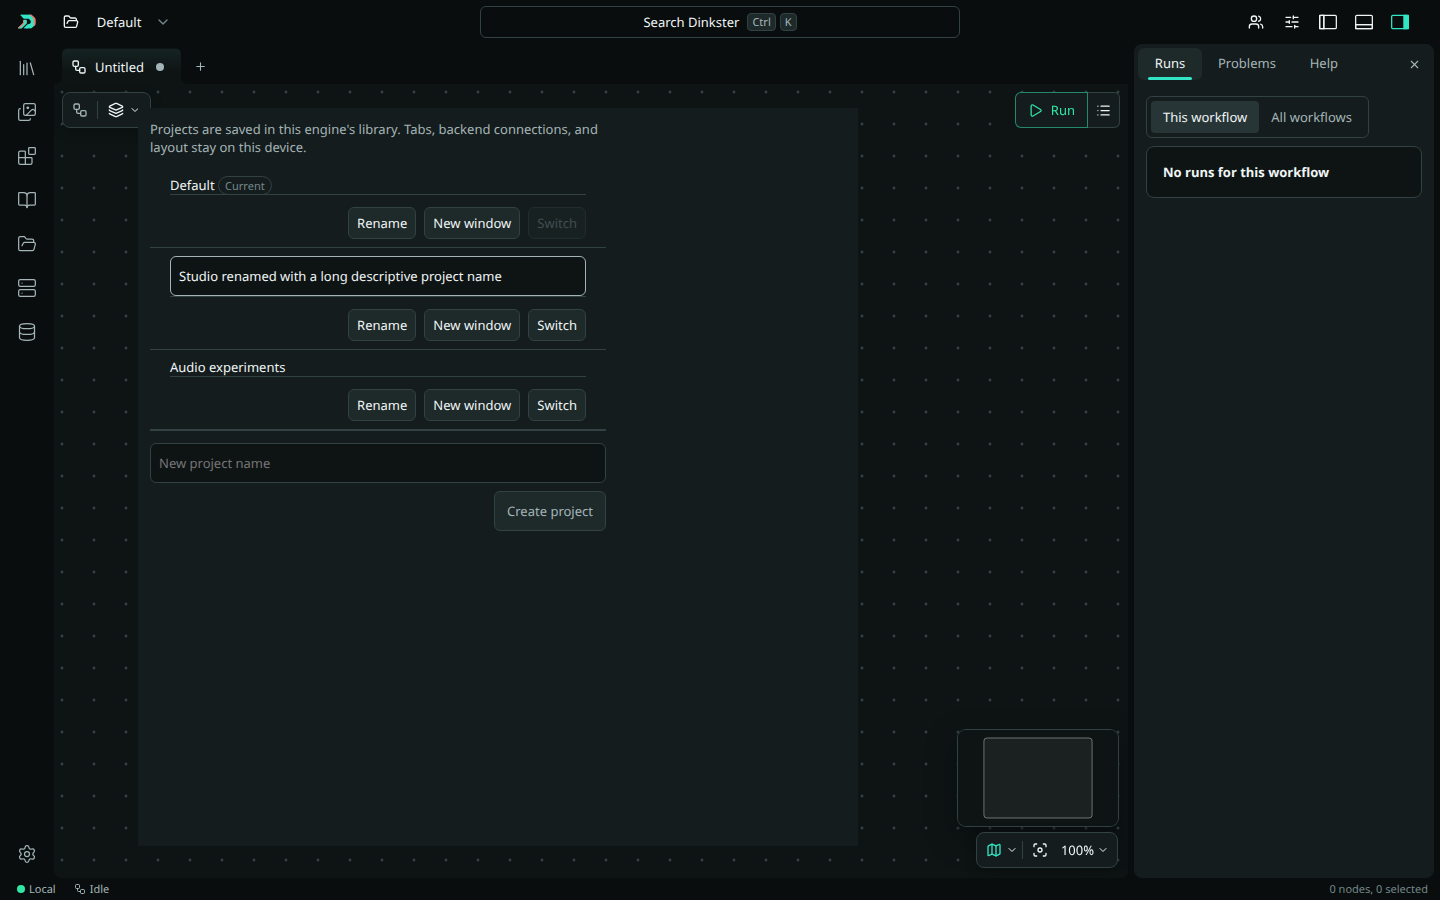 Default
Search Dinkster Ctrl K
Untitled
Runs Problems Help
Run
This workflow All workflows
No runs for this workflow
Projects are saved in this engine's library. Tabs, backend connections, and
layout stay on this device.
Default Current
Rename New window Switch
Studio renamed with a long descriptive project name
Rename New window Switch
Audio experiments
Rename New window Switch
New project name
Create project
100%
Local Idle
0 nodes, 0 selected